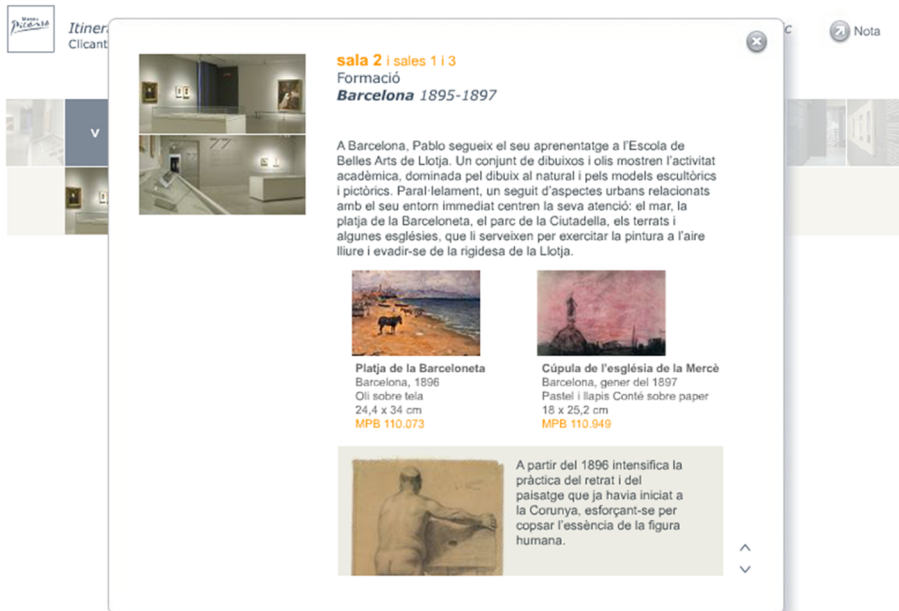 Museu
Picasso
Clicant
Nota
v
sala 2 i sales 1 i 3
Formació
Barcelona 1895-1897
A Barcelona, Pablo segueix el seu aprenentatge a l’Escola de
Belles Arts de Llotja. Un conjunt de dibuixos i olis mostren l’activitat
acadèmica, dominada pel dibuix al natural i pels models escultòrics
i pictòrics. Paral·lelament, un seguit d’aspectes urbans relacionats
amb el seu entorn immediat centren la seva atenció: el mar, la
platja de la Barceloneta, el parc de la Ciutadella, els terrats i
algunes esglésies, que li serveixen per exercitar la pintura a l’aire
lliure i evadir-se de la rigidesa de la Llotja.
Platja de la Barceloneta
Barcelona, 1896
Oli sobre tela
24,4 x 34 cm
MPB 110.073
Cúpula de l’església de la Mercè
Barcelona, gener del 1897
Pastel i llapis Conté sobre paper
18 x 25,2 cm
MPB 110.949
A partir del 1896 intensifica la
pràctica del retrat i del
paisatge que ja havia iniciat a
la Corunya, esforçant-se per
copsar l’essència de la figura
humana.